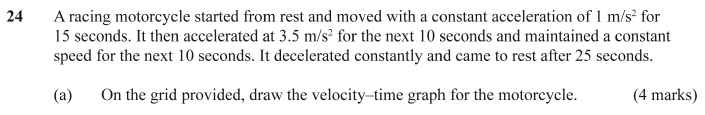 24 A racing motorcycle started from rest and moved with a constant acceleration of 1 m/s² for
15 seconds. It then accelerated at 3.5 m/s² for the next 10 seconds and maintained a constant
speed for the next 10 seconds. It decelerated constantly and came to rest after 25 seconds.
(a) On the grid provided, draw the velocity–time graph for the motorcycle. (4 marks)